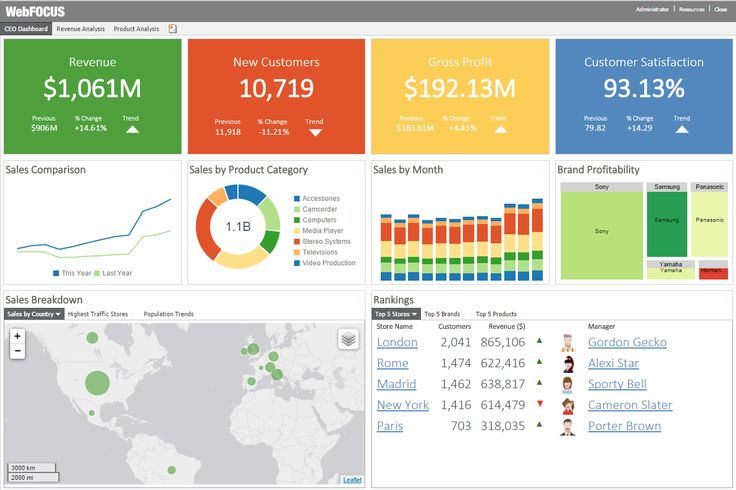 WebFOCUS
Administrator | Resources | Close
CEO Dashboard Revenue Analysis Product Analysis
Revenue
$1,061M
Previous % Change Trend
$906M +14.61%
New Customers
10,719
Previous % Change Trend
11,918 -11.21%
Gross Profit
$192.13M
Previous % Change Trend
$183.61M +4.43%
Customer Satisfaction
93.13%
Previous % Change Trend
79.82 +14.29
Sales Comparison
This Year Last Year
Sales by Product Category
1.1B
Accessories
Camcorder
Computers
Media Player
Stereo Systems
Televisions
Video Production
Sales by Month
Brand Profitability
Sony Samsung Panasonic
Sony Samsung Panasonic
Yamaha
Yamaha
Sales Breakdown
Sales by Country Highest Traffic Stores Population Trends
+
−
3000 km
2000 mi
Leaflet
Rankings
Top 5 Stores Top 5 Brands Top 5 Products
Store Name Customers Revenue ($) Manager
London 2,041 865,106 Gordon Gecko
Rome 1,474 622,416 Alexi Star
Madrid 1,462 638,817 Sporty Bell
New York 1,416 614,479 Cameron Slater
Paris 703 318,035 Porter Brown